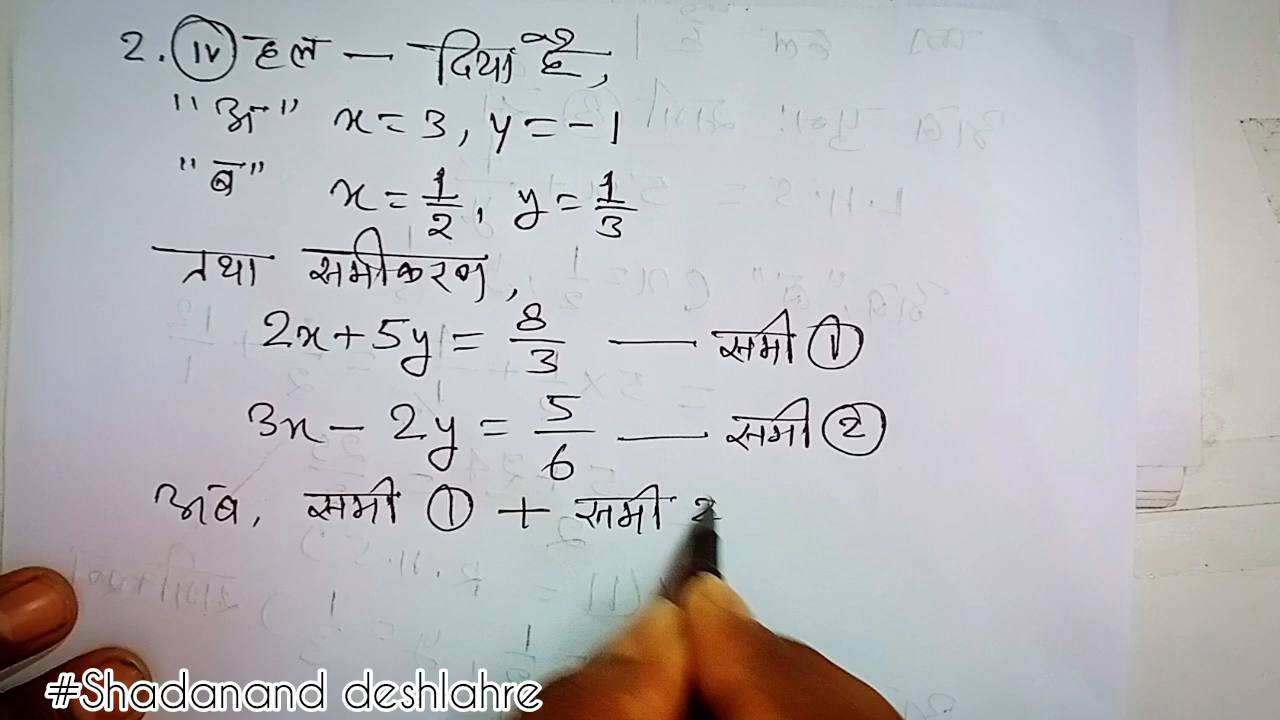 2. (iv) हल — दिया है,
"अ" x = 3, y = -1
"ब" x = 1/2, y = 1/3
तथा समीकरण,
2x + 5y = 8/3 — समी ①
3x - 2y = 5/6 — समी ②
अब, समी ① + समी 2
#Shadanand deshlahre